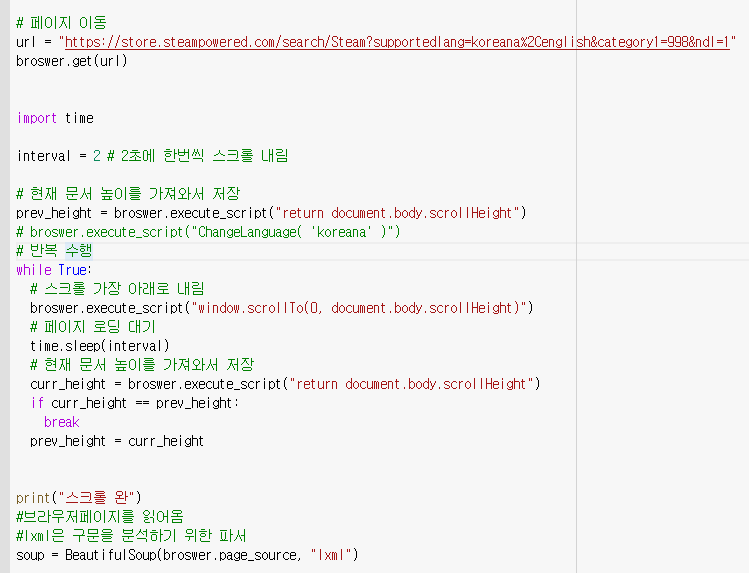 # 페이지 이동
url = "https://store.steampowered.com/search/Steam?supportedlang=koreana%2Cenglish&category1=998&ndl=1"
broswer.get(url)
import time
interval = 2 # 2초에 한번씩 스크롤 내림
# 현재 문서 높이를 가져와서 저장
prev_height = broswer.execute_script("return document.body.scrollHeight")
# broswer.execute_script("ChangeLanguage( 'koreana' )")
# 반복 수행
while True:
# 스크롤 가장 아래로 내림
broswer.execute_script("window.scrollTo(0, document.body.scrollHeight)")
# 페이지 로딩 대기
time.sleep(interval)
# 현재 문서 높이를 가져와서 저장
curr_height = broswer.execute_script("return document.body.scrollHeight")
if curr_height == prev_height:
break
prev_height = curr_height
print("스크롤 완")
#브라우저페이지를 읽어옴
#lxml은 구문을 분석하기 위한 파서
soup = BeautifulSoup(broswer.page_source, "lxml")